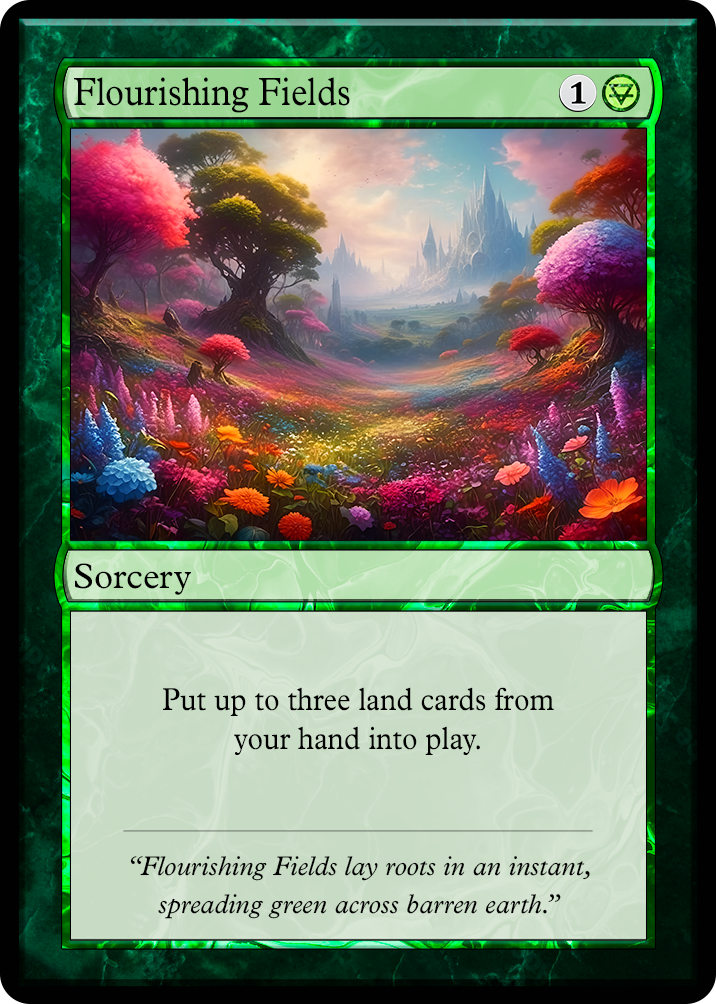 Flourishing Fields 1
Sorcery
Put up to three land cards from
your hand into play.
“Flourishing Fields lay roots in an instant,
spreading green across barren earth.”